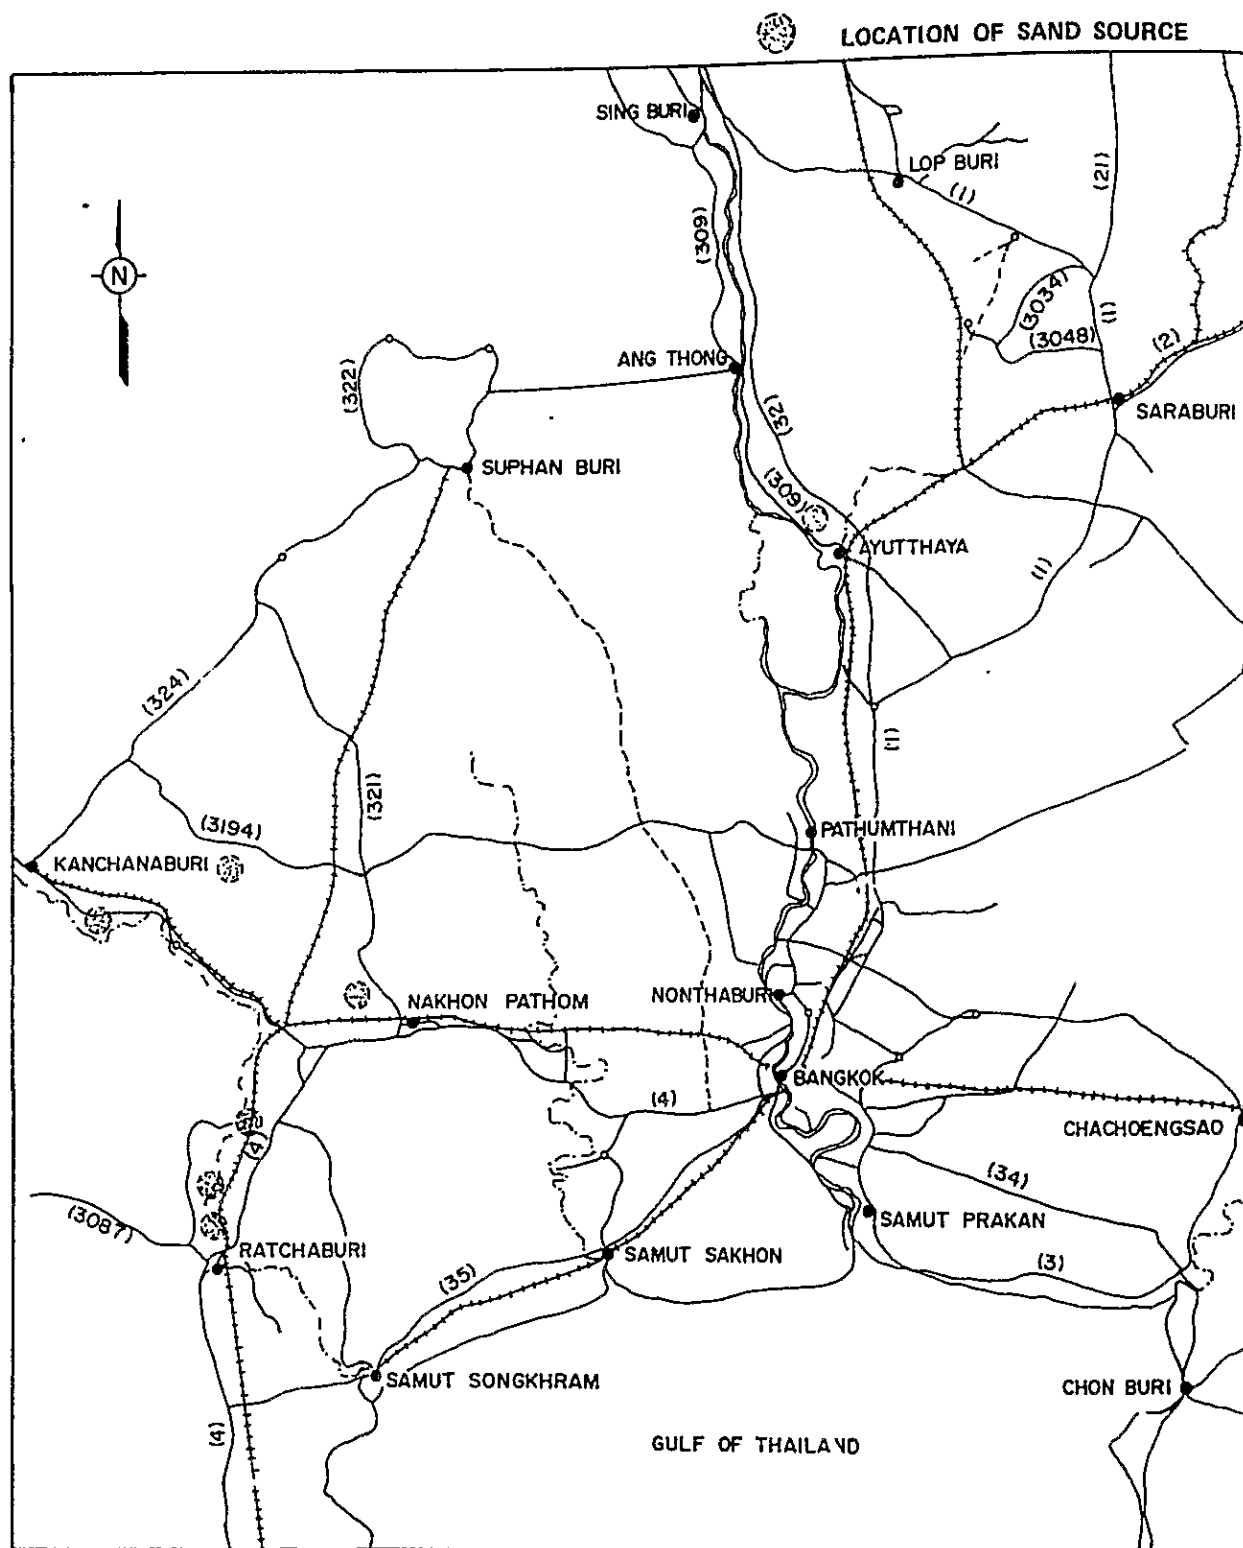 LOCATION OF SAND SOURCE
SING BURI
LOP BURI
(1)
(21)
(309)
N
(3034)
(1)
(3048)
(2)
ANG THONG
(322)
(32)
SARABURI
SUPHAN BURI
(309)
AYUTTHAYA
(1)
(324)
(1)
(321)
(3194)
PATHUMTHANI
KANCHANABURI
NONTHABURI
NAKHON PATHOM
BANGKOK
(4)
CHACHOENGSAO
(4)
(34)
(3087)
SAMUT PRAKAN
RATCHABURI
SAMUT SAKHON
(35)
(3)
SAMUT SONGKHRAM
CHON BURI
(4)
GULF OF THAILAND